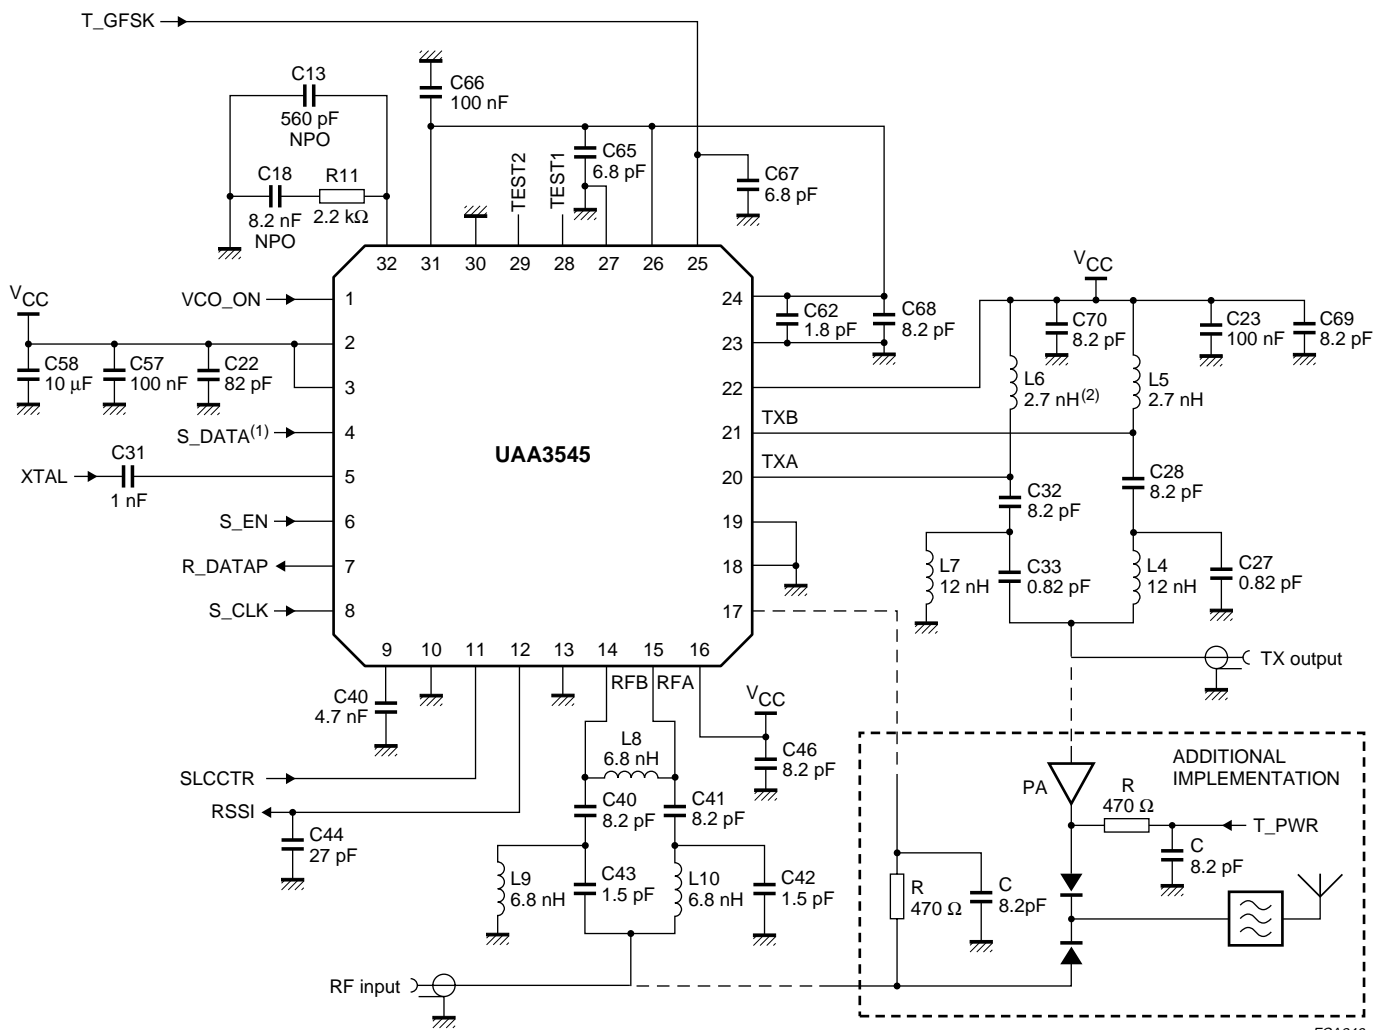 T_GFSK
C13
560 pF
NPO
C18
8.2 nF
NPO
R11
2.2 kΩ
C66
100 nF
TEST2
TEST1
C65
6.8 pF
C67
6.8 pF
32
31
30
29
28
27
26
25
VCC
VCO_ON
1
2
3
4
5
6
7
8
C58
10 μF
C57
100 nF
C22
82 pF
S_DATA(1)
C31
1 nF
XTAL
S_EN
R_DATAP
S_CLK
UAA3545
24
23
22
21
20
19
18
17
C62
1.8 pF
C68
8.2 pF
VCC
C70
8.2 pF
C23
100 nF
C69
8.2 pF
L6
2.7 nH(2)
L5
2.7 nH
TXB
TXA
C32
8.2 pF
C28
8.2 pF
L7
12 nH
C33
0.82 pF
L4
12 nH
C27
0.82 pF
TX output
9
10
11
12
13
14
15
16
RFB
RFA
C40
4.7 nF
SLCCTR
RSSI
C44
27 pF
L8
6.8 nH
C40
8.2 pF
C41
8.2 pF
VCC
C46
8.2 pF
L9
6.8 nH
C43
1.5 pF
L10
6.8 nH
C42
1.5 pF
RF input
ADDITIONAL
IMPLEMENTATION
PA
R
470 Ω
T_PWR
C
8.2 pF
R
470 Ω
C
8.2pF